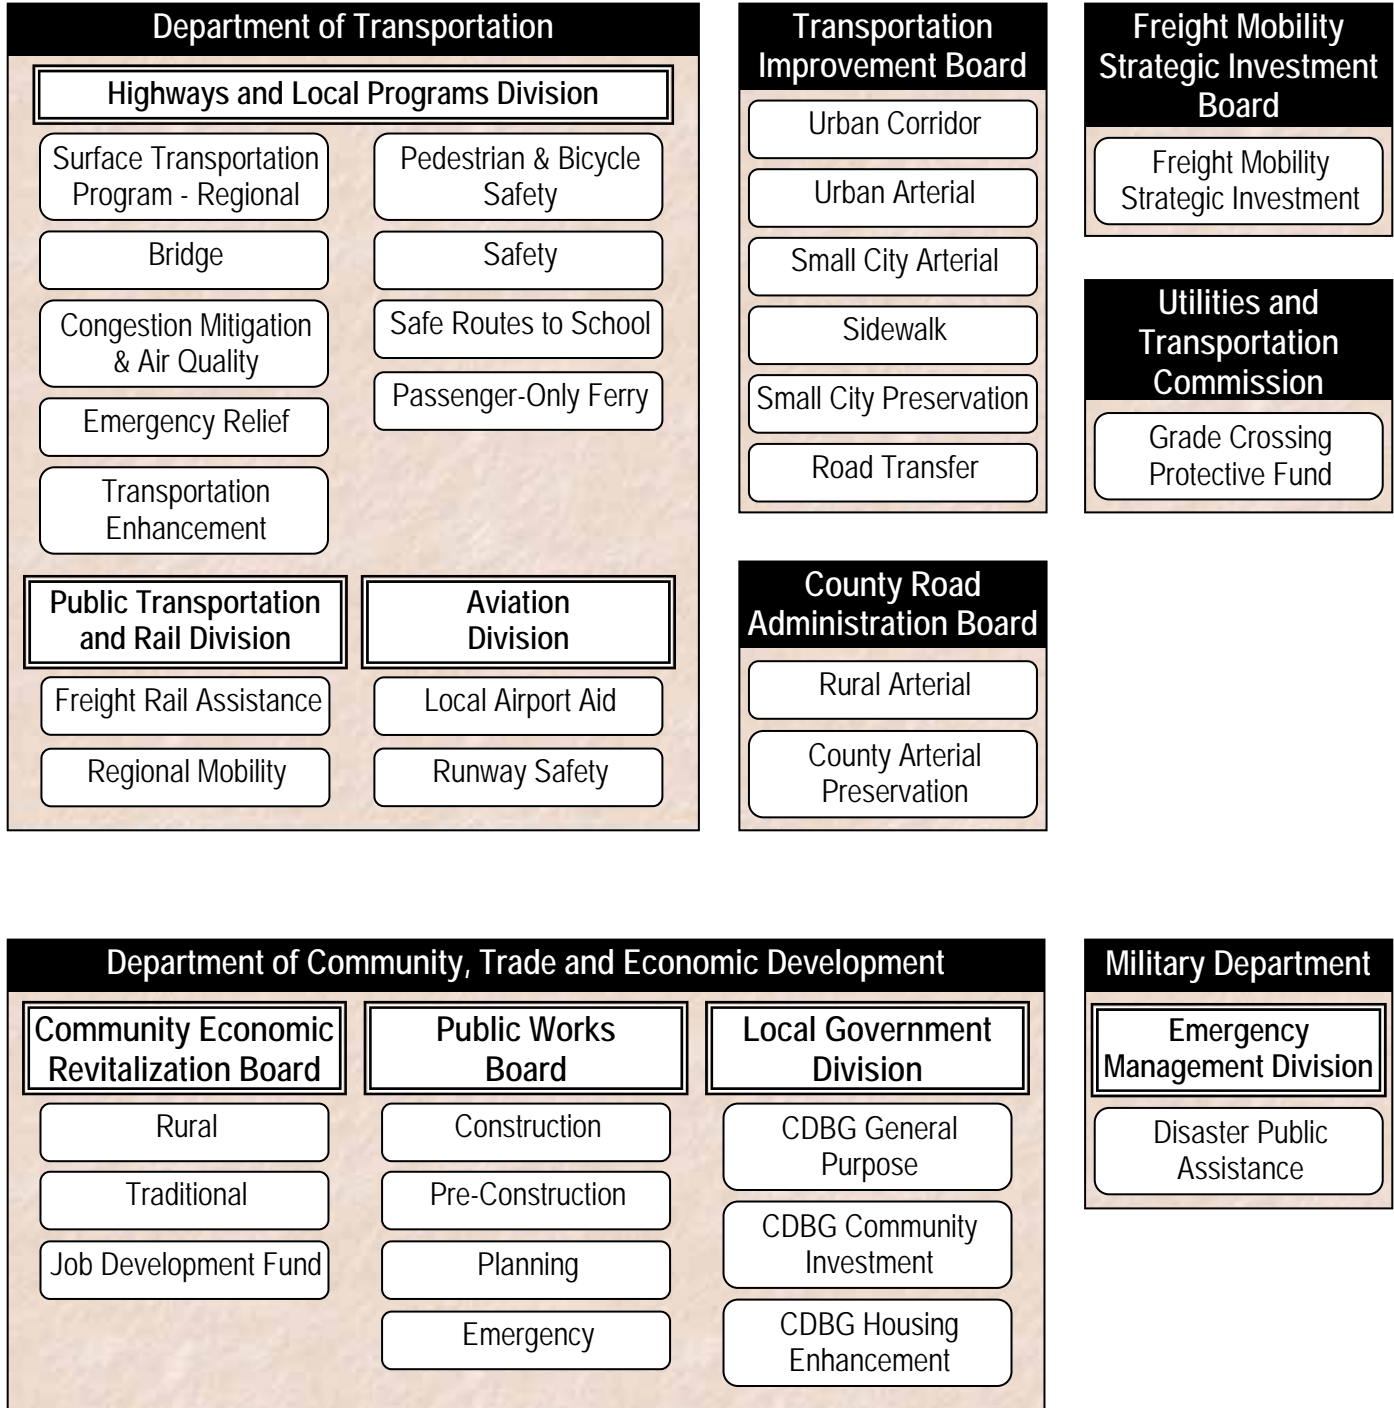 Department of Transportation
Highways and Local Programs Division
Surface Transportation
Program - Regional
Bridge
Congestion Mitigation
& Air Quality
Emergency Relief
Transportation
Enhancement
Pedestrian & Bicycle
Safety
Safety
Safe Routes to School
Passenger-Only Ferry
Public Transportation
and Rail Division
Freight Rail Assistance
Regional Mobility
Aviation
Division
Local Airport Aid
Runway Safety
Transportation
Improvement Board
Urban Corridor
Urban Arterial
Small City Arterial
Sidewalk
Small City Preservation
Road Transfer
County Road
Administration Board
Rural Arterial
County Arterial
Preservation
Freight Mobility
Strategic Investment
Board
Freight Mobility
Strategic Investment
Utilities and
Transportation
Commission
Grade Crossing
Protective Fund
Department of Community, Trade and Economic Development
Community Economic
Revitalization Board
Rural
Traditional
Job Development Fund
Public Works
Board
Construction
Pre-Construction
Planning
Emergency
Local Government
Division
CDBG General
Purpose
CDBG Community
Investment
CDBG Housing
Enhancement
Military Department
Emergency
Management Division
Disaster Public
Assistance